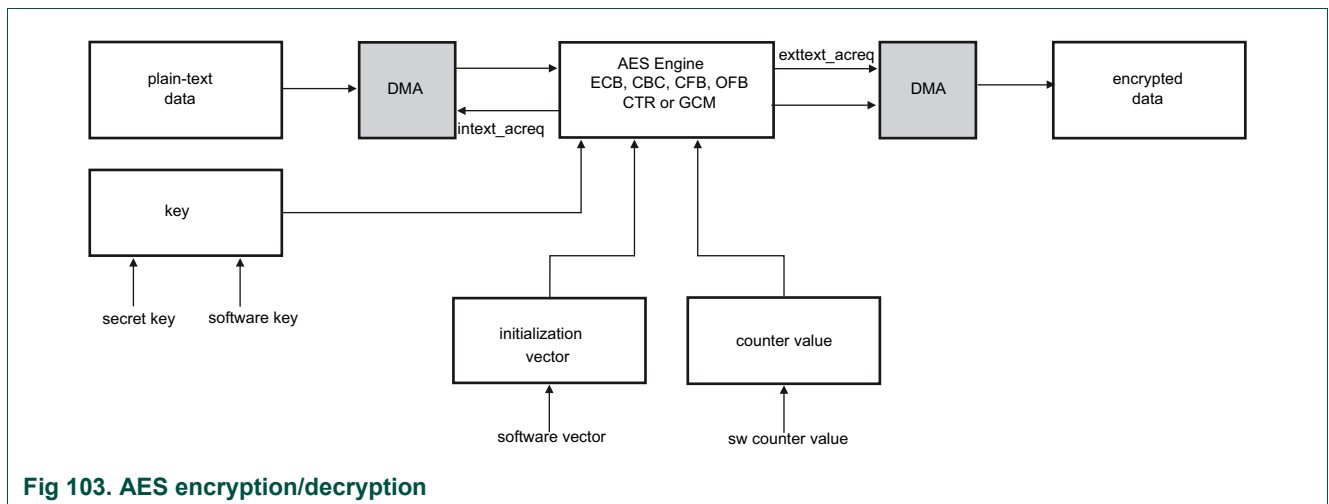 plain-text
data
DMA
intext_acreq
AES Engine
ECB, CBC, CFB, OFB
CTR or GCM
exttext_acreq
DMA
encrypted
data
key
secret key
software key
initialization
vector
counter value
software vector
sw counter value
Fig 103. AES encryption/decryption